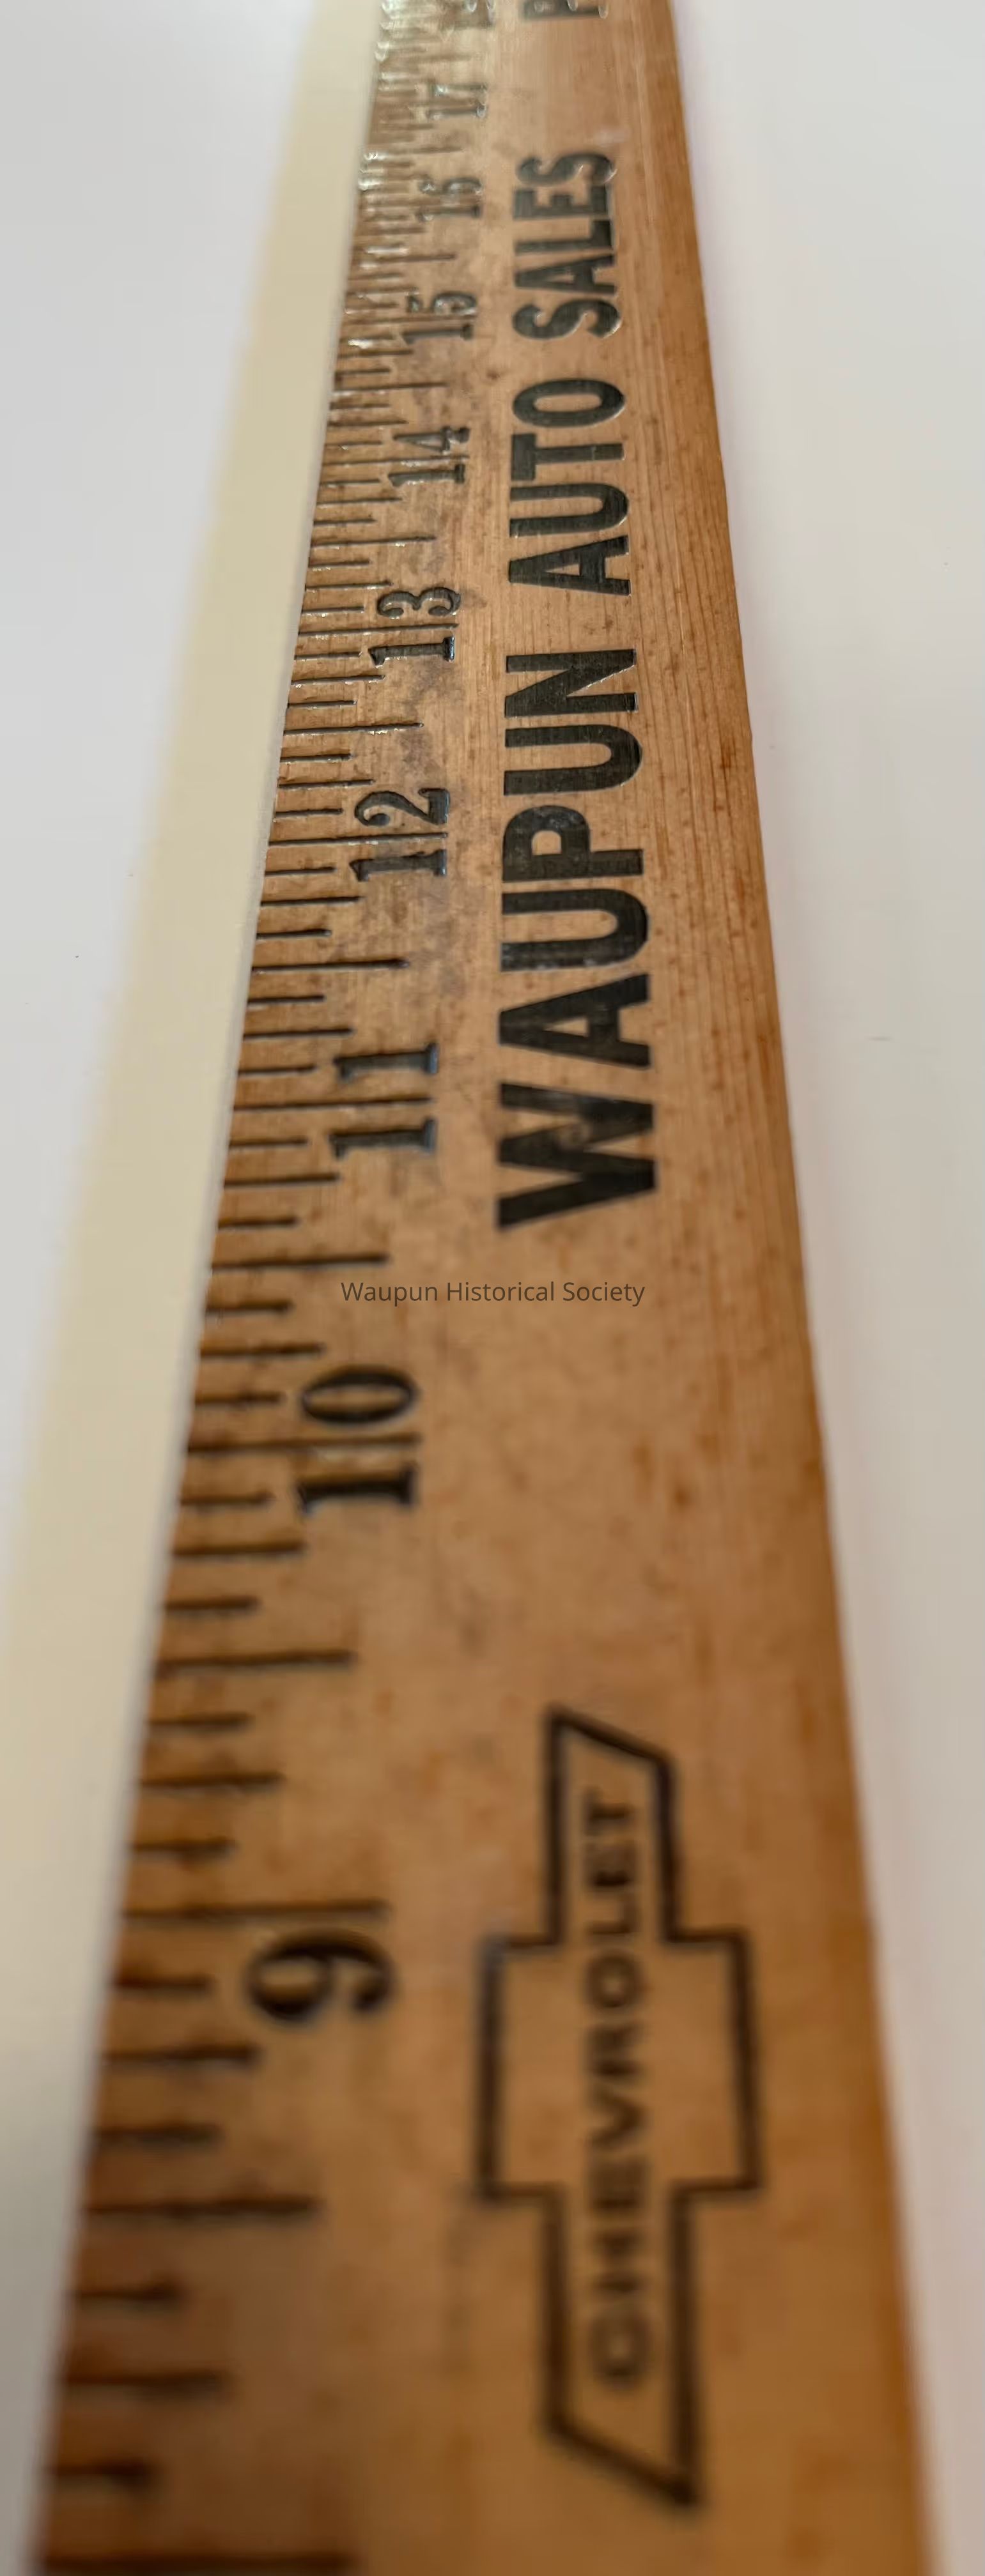 CHEVROLET
WAUPUN AUTO SALES
9 10 11 12 13 14 15 16 17
Waupun Historical Society